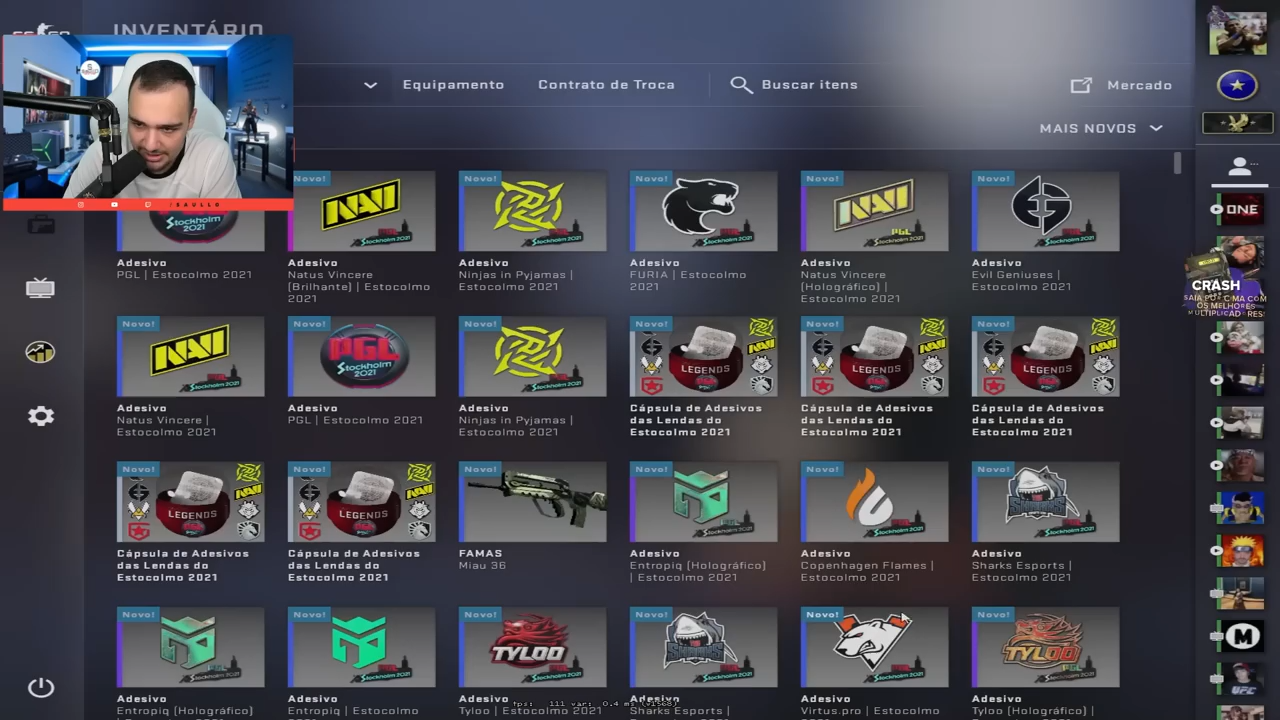 INVENTÁRIO
Equipamento
Contrato de Troca
Buscar itens
Mercado
MAIS NOVOS
Novo!
Novo!
Novo!
Novo!
Novo!
Adesivo
PGL | Estocolmo 2021
Adesivo
Natus Vincere
(Brilhante) | Estocolmo
2021
Adesivo
Ninjas in Pyjamas |
Estocolmo 2021
Adesivo
FURIA | Estocolmo
2021
Adesivo
Natus Vincere
(Holográfico) |
Estocolmo 2021
Adesivo
Evil Geniuses |
Estocolmo 2021
Novo!
Novo!
Novo!
Novo!
Novo!
Novo!
Adesivo
Natus Vincere |
Estocolmo 2021
Adesivo
PGL | Estocolmo 2021
Adesivo
Ninjas in Pyjamas |
Estocolmo 2021
Cápsula de Adesivos
das Lendas do
Estocolmo 2021
Cápsula de Adesivos
das Lendas do
Estocolmo 2021
Cápsula de Adesivos
das Lendas do
Estocolmo 2021
Novo!
Novo!
Novo!
Novo!
Novo!
Novo!
Cápsula de Adesivos
das Lendas do
Estocolmo 2021
Cápsula de Adesivos
das Lendas do
Estocolmo 2021
FAMAS
Miau 36
Adesivo
Entropiq (Holográfico)
| Estocolmo 2021
Adesivo
Copenhagen Flames |
Estocolmo 2021
Adesivo
Sharks Esports |
Estocolmo 2021
Novo!
Novo!
Novo!
Novo!
Novo!
Novo!
TYLOO
Adesivo
Entropiq (Holográfico)
Adesivo
Entropiq | Estocolmo
Adesivo
Tyloo | Estocolmo 2021
Adesivo
Sharks Esports |
Adesivo
Virtus.pro | Estocolmo
Adesivo
Tyloo (Holográfico) |
ONE
CRASH